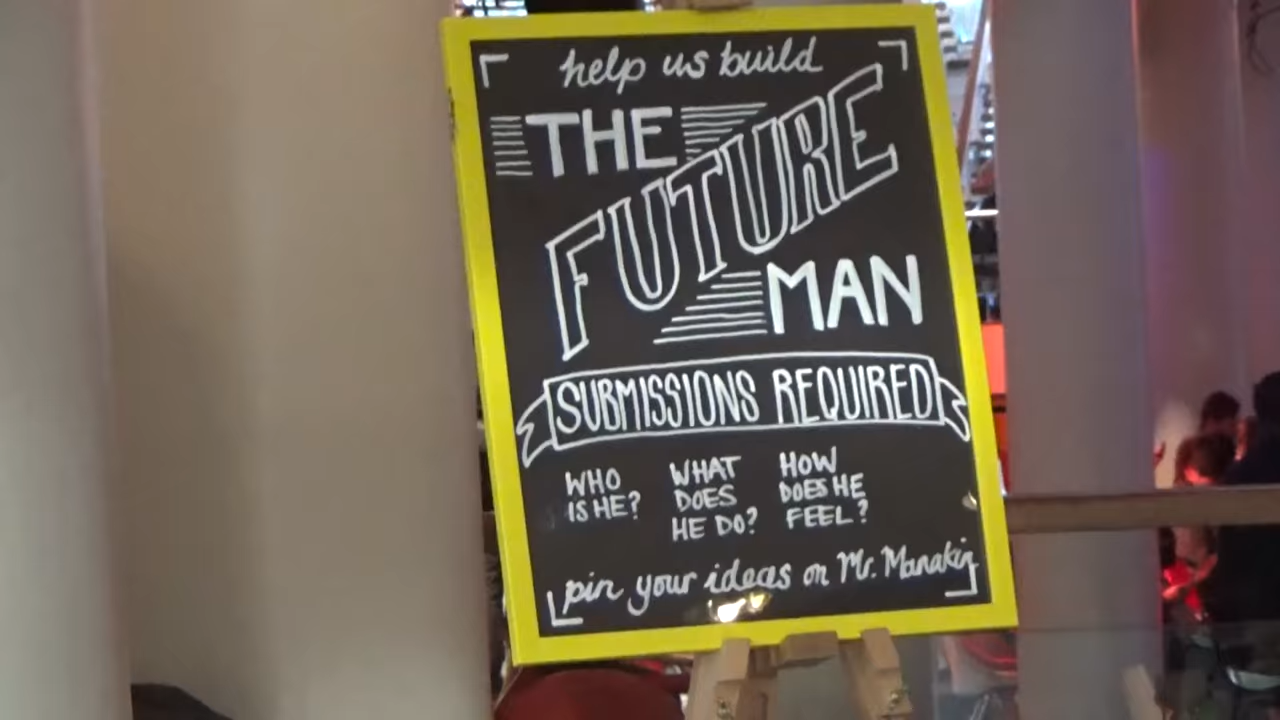 help us build
THE
FUTURE
MAN
SUBMISSIONS REQUIRED
WHO
IS HE?
WHAT
DOES
HE DO?
HOW
DOES HE
FEEL?
pin your ideas on Mr. Manakin